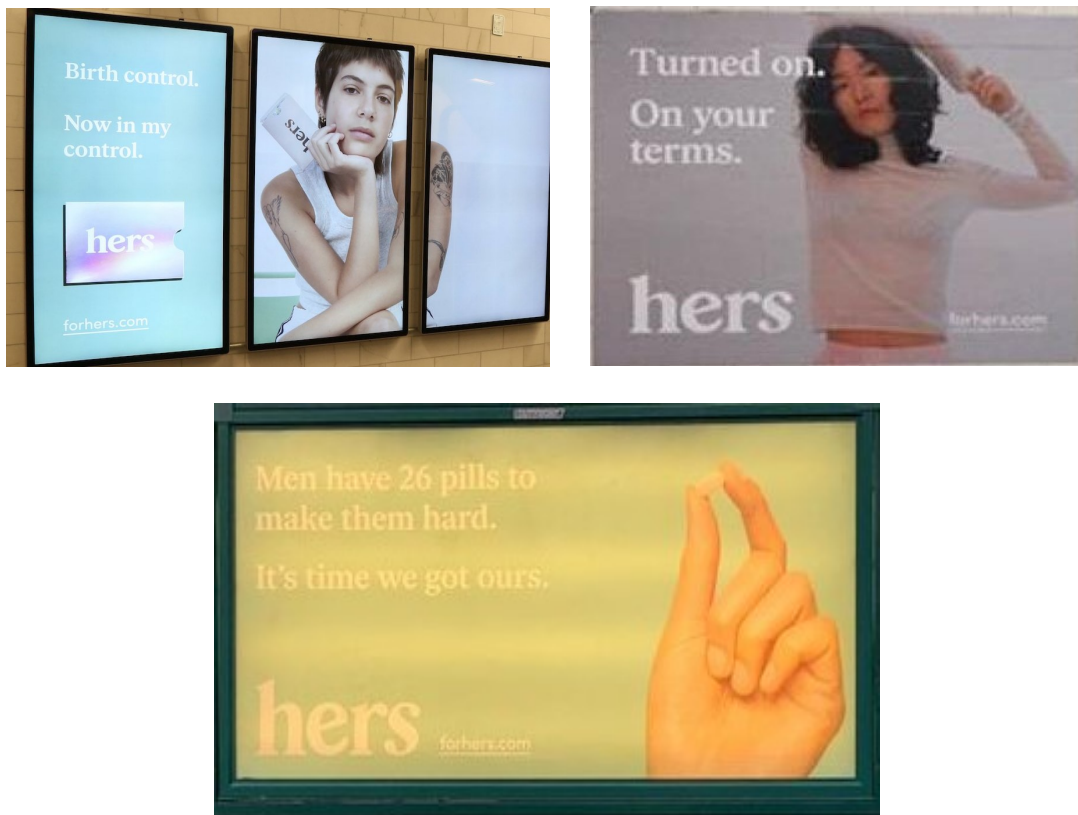 Birth control.
Now in my
control.
hers
forhers.com
hers
Turned on.
On your
terms.
hers
forhers.com
Men have 26 pills to
make them hard.
It's time we got ours.
hers
forhers.com